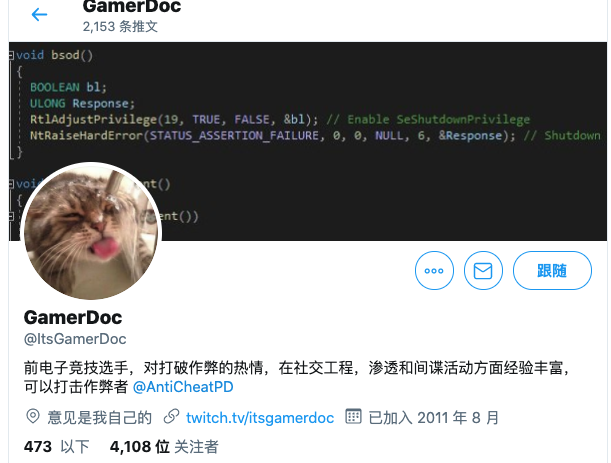 GamerDoc
2,153 条推文
void bsod()
{
BOOLEAN bl;
ULONG Response;
RtlAdjustPrivilege(19, TRUE, FALSE, &bl); // Enable SeShutdownPrivilege
NtRaiseHardError(STATUS_ASSERTION_FAILURE, 0, 0, NULL, 6, &Response); // Shutdown
}
{
GamerDoc
@ItsGamerDoc
跟随
前电子竞技选手，对打破作弊的热情，在社交工程，渗透和间谍活动方面经验丰富，
可以打击作弊者 @AntiCheatPD
意见是我自己的 twitch.tv/itsgamerdoc 已加入 2011 年 8 月
473 以下 4,108 位 关注者